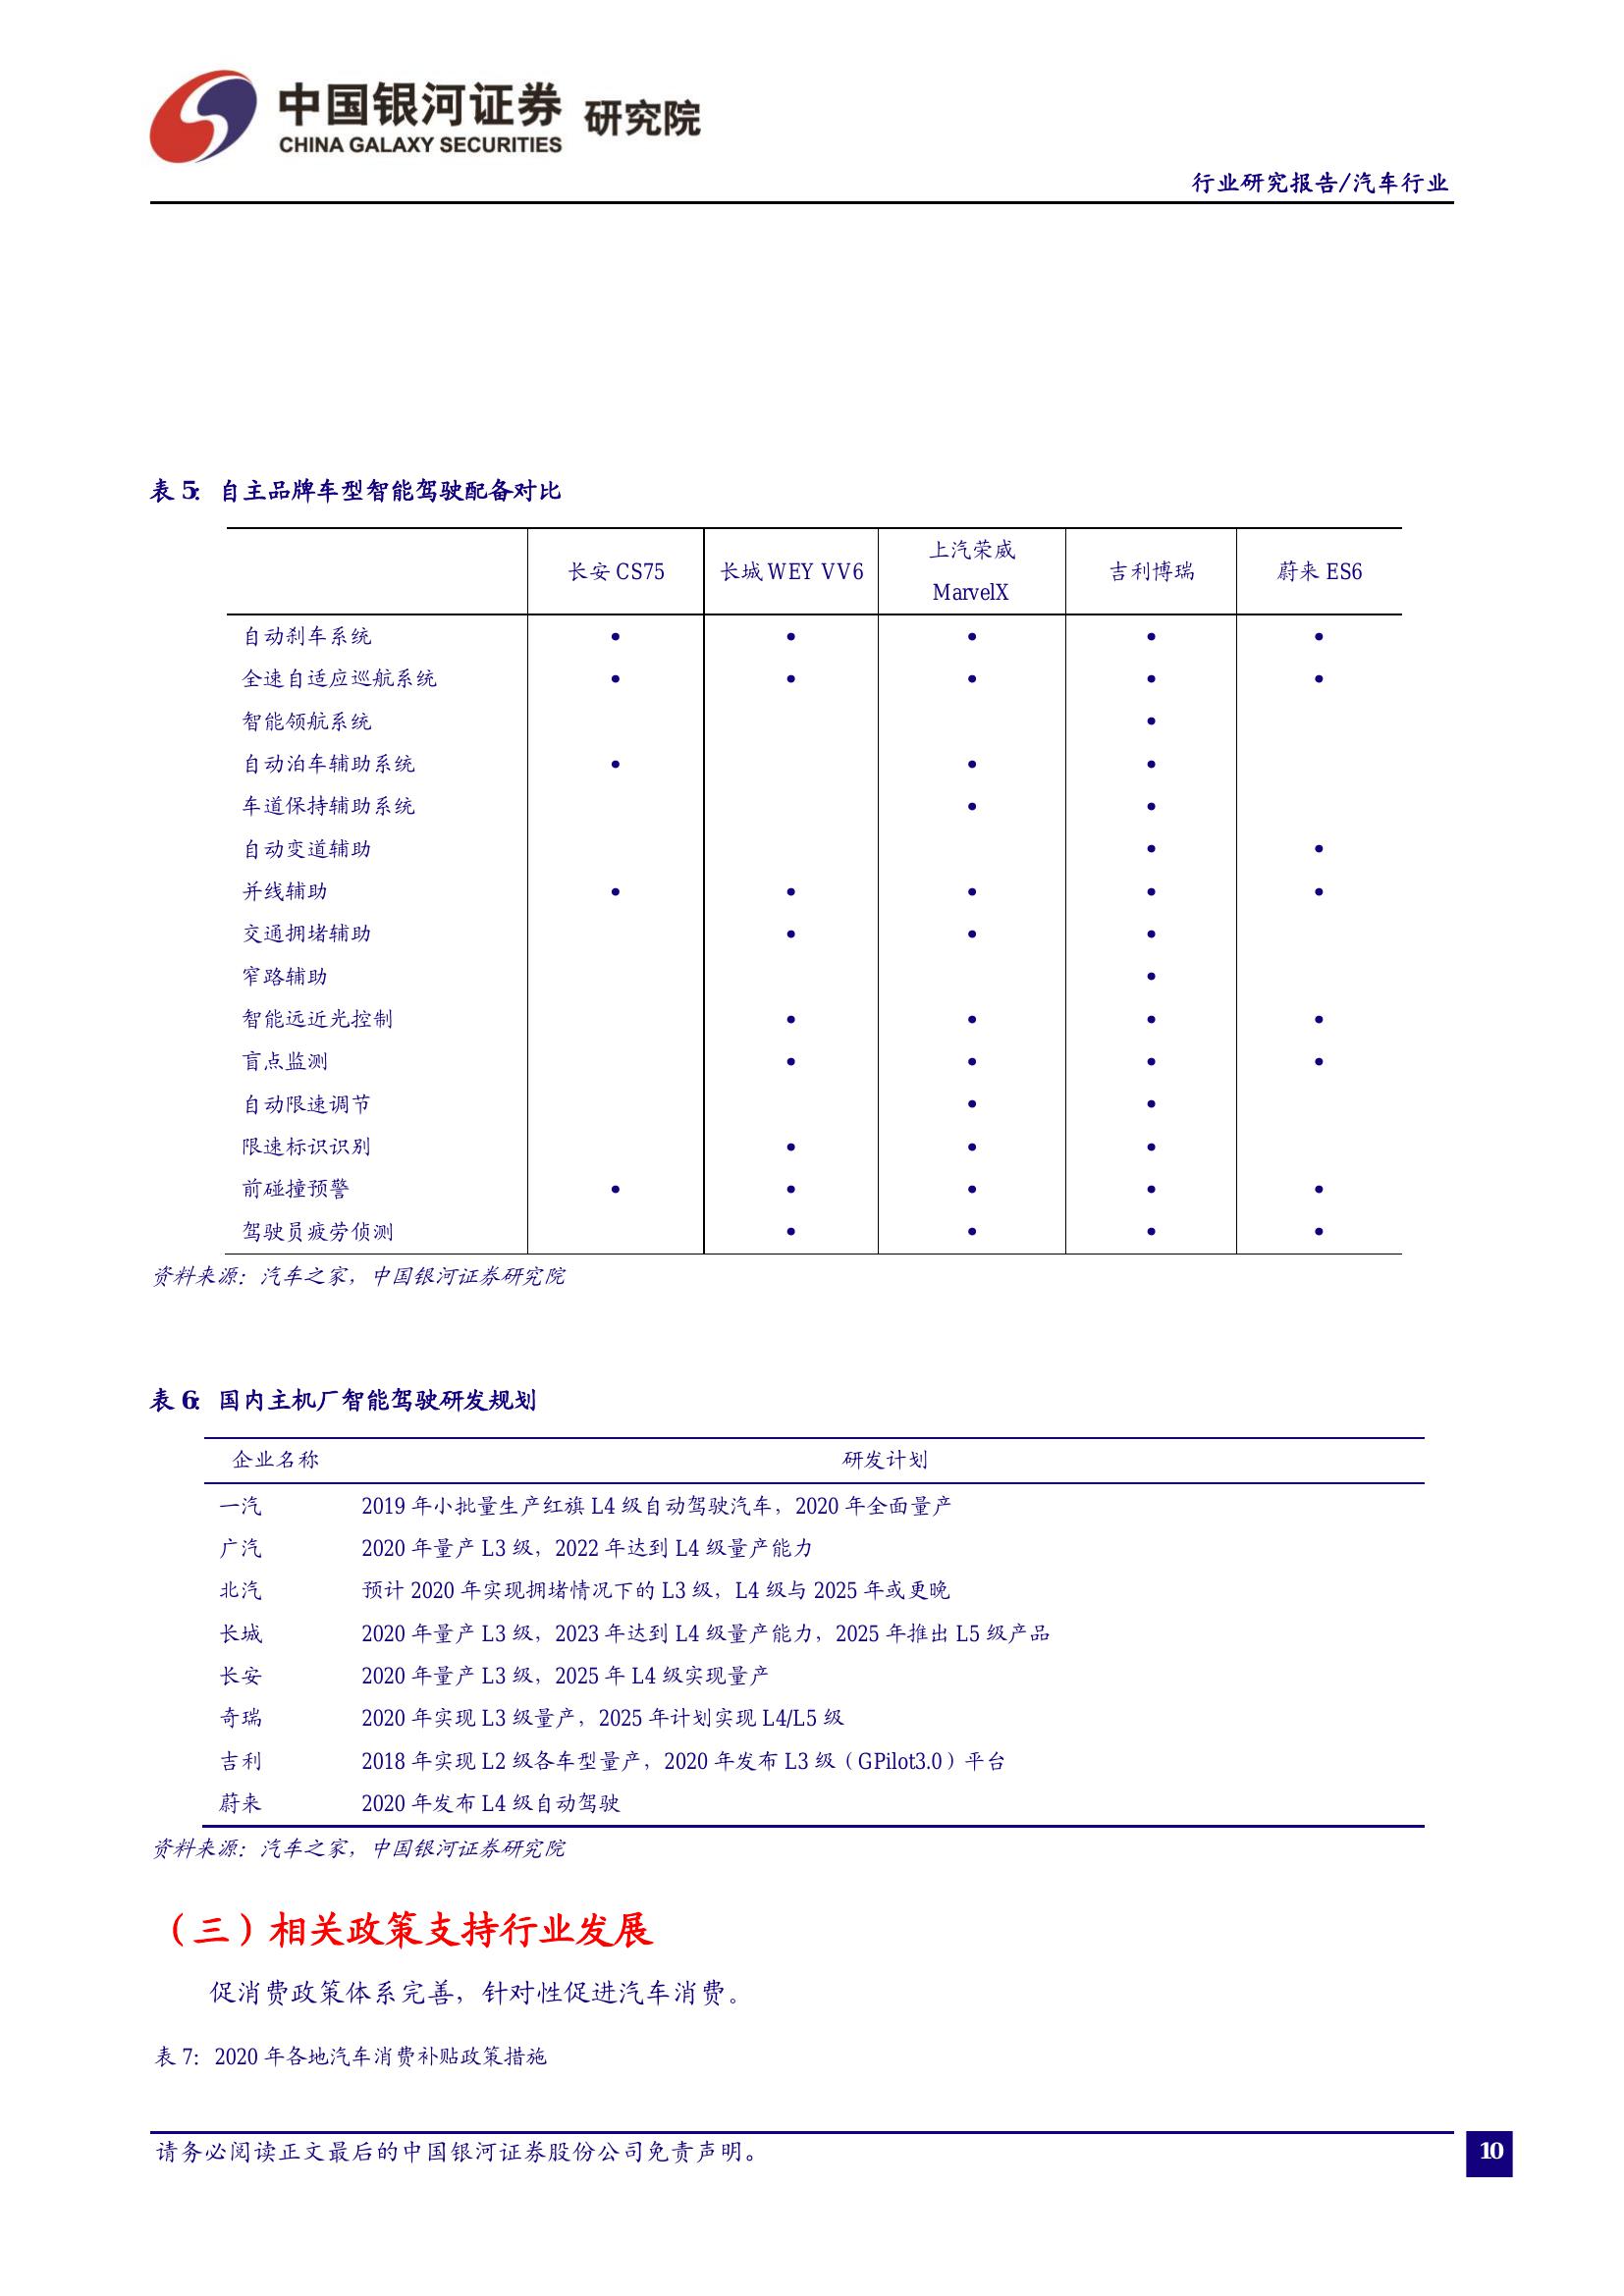 中国银河证券 研究院
CHINA GALAXY SECURITIES
行业研究报告/汽车行业
表 5: 自主品牌车型智能驾驶配备对比
长安 CS75 长城 WEY VV6 上汽荣威 MarvelX 吉利博瑞 蔚来 ES6
自动刹车系统 ● ● ● ● ●
全速自适应巡航系统 ● ● ● ● ●
智能领航系统 ●
自动泊车辅助系统 ● ● ●
车道保持辅助系统 ● ●
自动变道辅助 ● ●
并线辅助 ● ● ● ● ●
交通拥堵辅助 ● ● ●
窄路辅助 ●
智能远近光控制 ● ● ● ●
盲点监测 ● ● ● ●
自动限速调节 ● ●
限速标识识别 ● ● ●
前碰撞预警 ● ● ● ● ●
驾驶员疲劳侦测 ● ● ● ●
资料来源：汽车之家，中国银河证券研究院
表 6: 国内主机厂智能驾驶研发规划
企业名称 研发计划
一汽 2019 年小批量生产红旗 L4 级自动驾驶汽车，2020 年全面量产
广汽 2020 年量产 L3 级，2022 年达到 L4 级量产能力
北汽 预计 2020 年实现拥堵情况下的 L3 级，L4 级与 2025 年或更晚
长城 2020 年量产 L3 级，2023 年达到 L4 级量产能力，2025 年推出 L5 级产品
长安 2020 年量产 L3 级，2025 年 L4 级实现量产
奇瑞 2020 年实现 L3 级量产，2025 年计划实现 L4/L5 级
吉利 2018 年实现 L2 级各车型量产，2020 年发布 L3 级（GPilot3.0）平台
蔚来 2020 年发布 L4 级自动驾驶
资料来源：汽车之家，中国银河证券研究院
（三）相关政策支持行业发展
促消费政策体系完善，针对性促进汽车消费。
表 7: 2020 年各地汽车消费补贴政策措施
请务必阅读正文最后的中国银河证券股份公司免责声明。
10